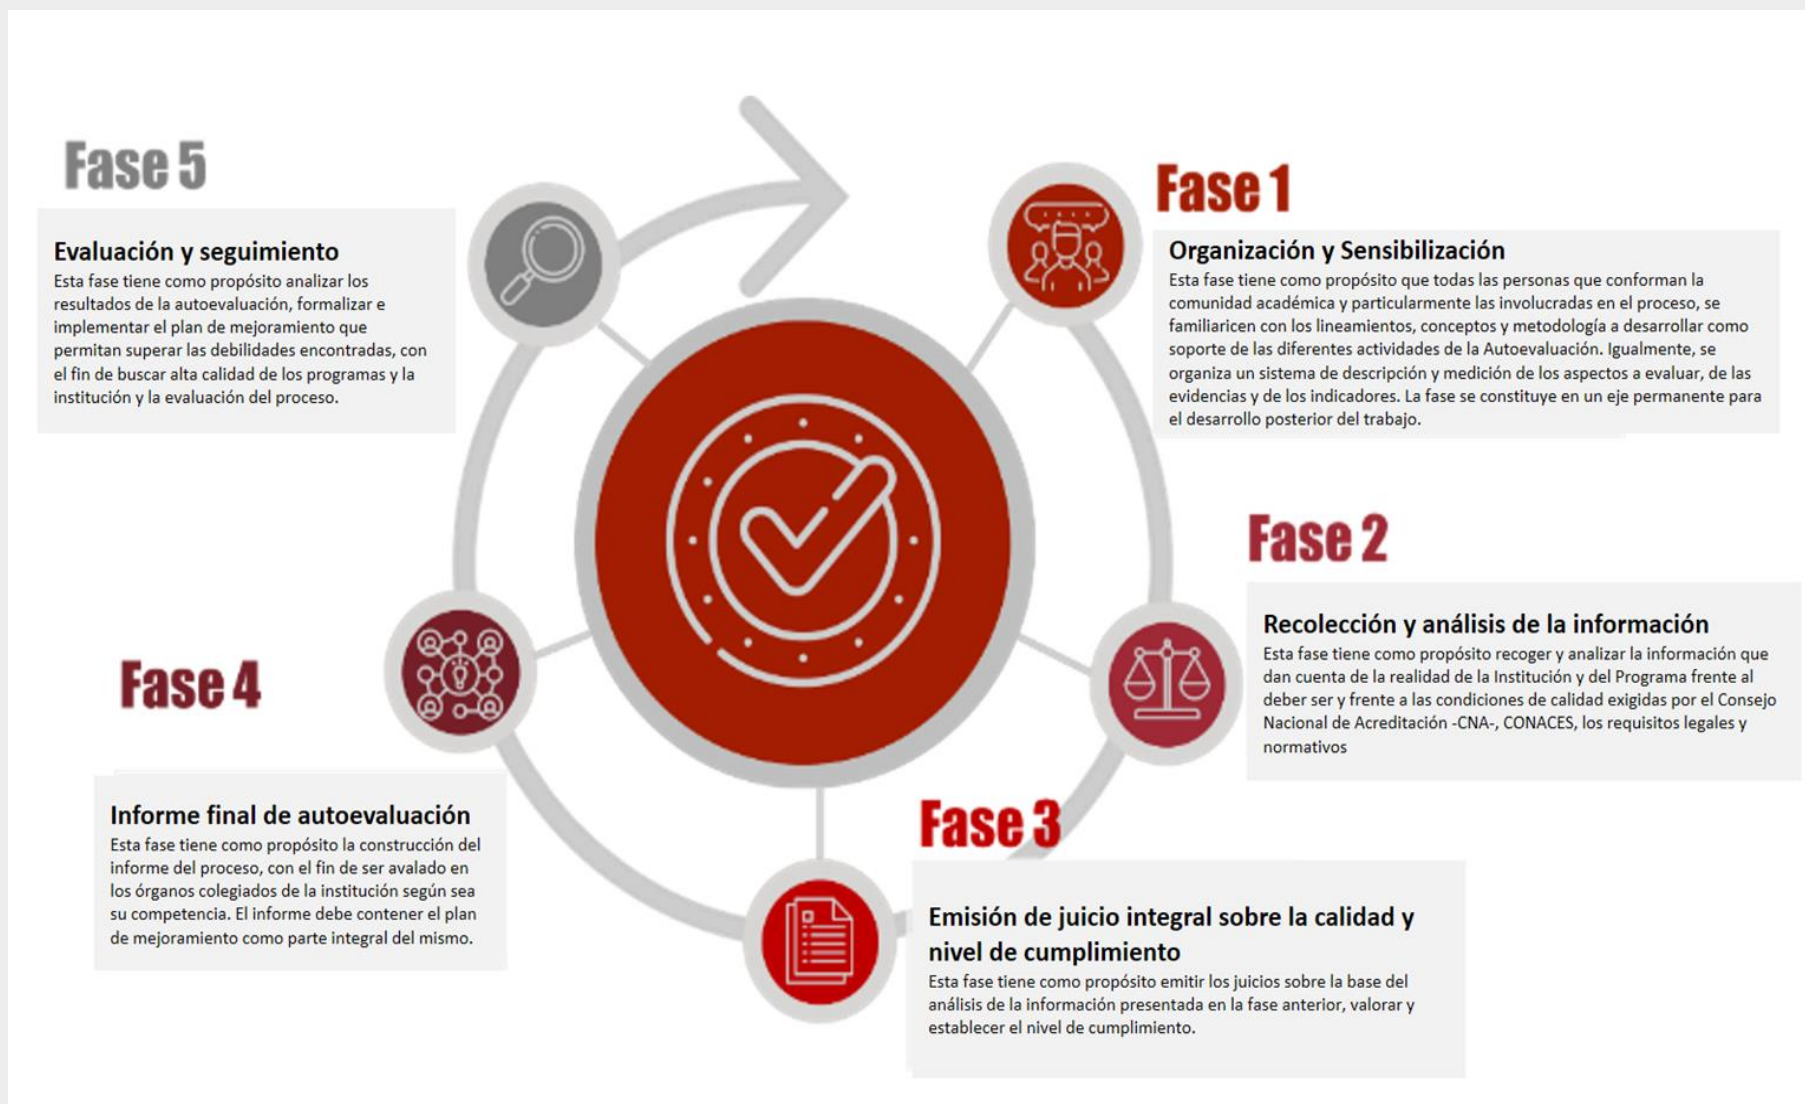 Fase 1
Organización y Sensibilización
Esta fase tiene como propósito que todas las personas que conforman la
comunidad académica y particularmente las involucradas en el proceso, se
familiaricen con los lineamientos, conceptos y metodología a desarrollar como
soporte de las diferentes actividades de la Autoevaluación. Igualmente, se
organiza un sistema de descripción y medición de los aspectos a evaluar, de las
evidencias y de los indicadores. La fase se constituye en un eje permanente para
el desarrollo posterior del trabajo.
Fase 2
Recolección y análisis de la información
Esta fase tiene como propósito recoger y analizar la información que
dan cuenta de la realidad de la Institución y del Programa frente al
deber ser y frente a las condiciones de calidad exigidas por el Consejo
Nacional de Acreditación -CNA-, CONACES, los requisitos legales y
normativos
Fase 3
Emisión de juicio integral sobre la calidad y
nivel de cumplimiento
Esta fase tiene como propósito emitir los juicios sobre la base del
análisis de la información presentada en la fase anterior, valorar y
establecer el nivel de cumplimiento.
Fase 4
Informe final de autoevaluación
Esta fase tiene como propósito la construcción del
informe del proceso, con el fin de ser avalado en
los órganos colegiados de la institución según sea
su competencia. El informe debe contener el plan
de mejoramiento como parte integral del mismo.
Fase 5
Evaluación y seguimiento
Esta fase tiene como propósito analizar los
resultados de la autoevaluación, formalizar e
implementar el plan de mejoramiento que
permitan superar las debilidades encontradas, con
el fin de buscar alta calidad de los programas y la
institución y la evaluación del proceso.